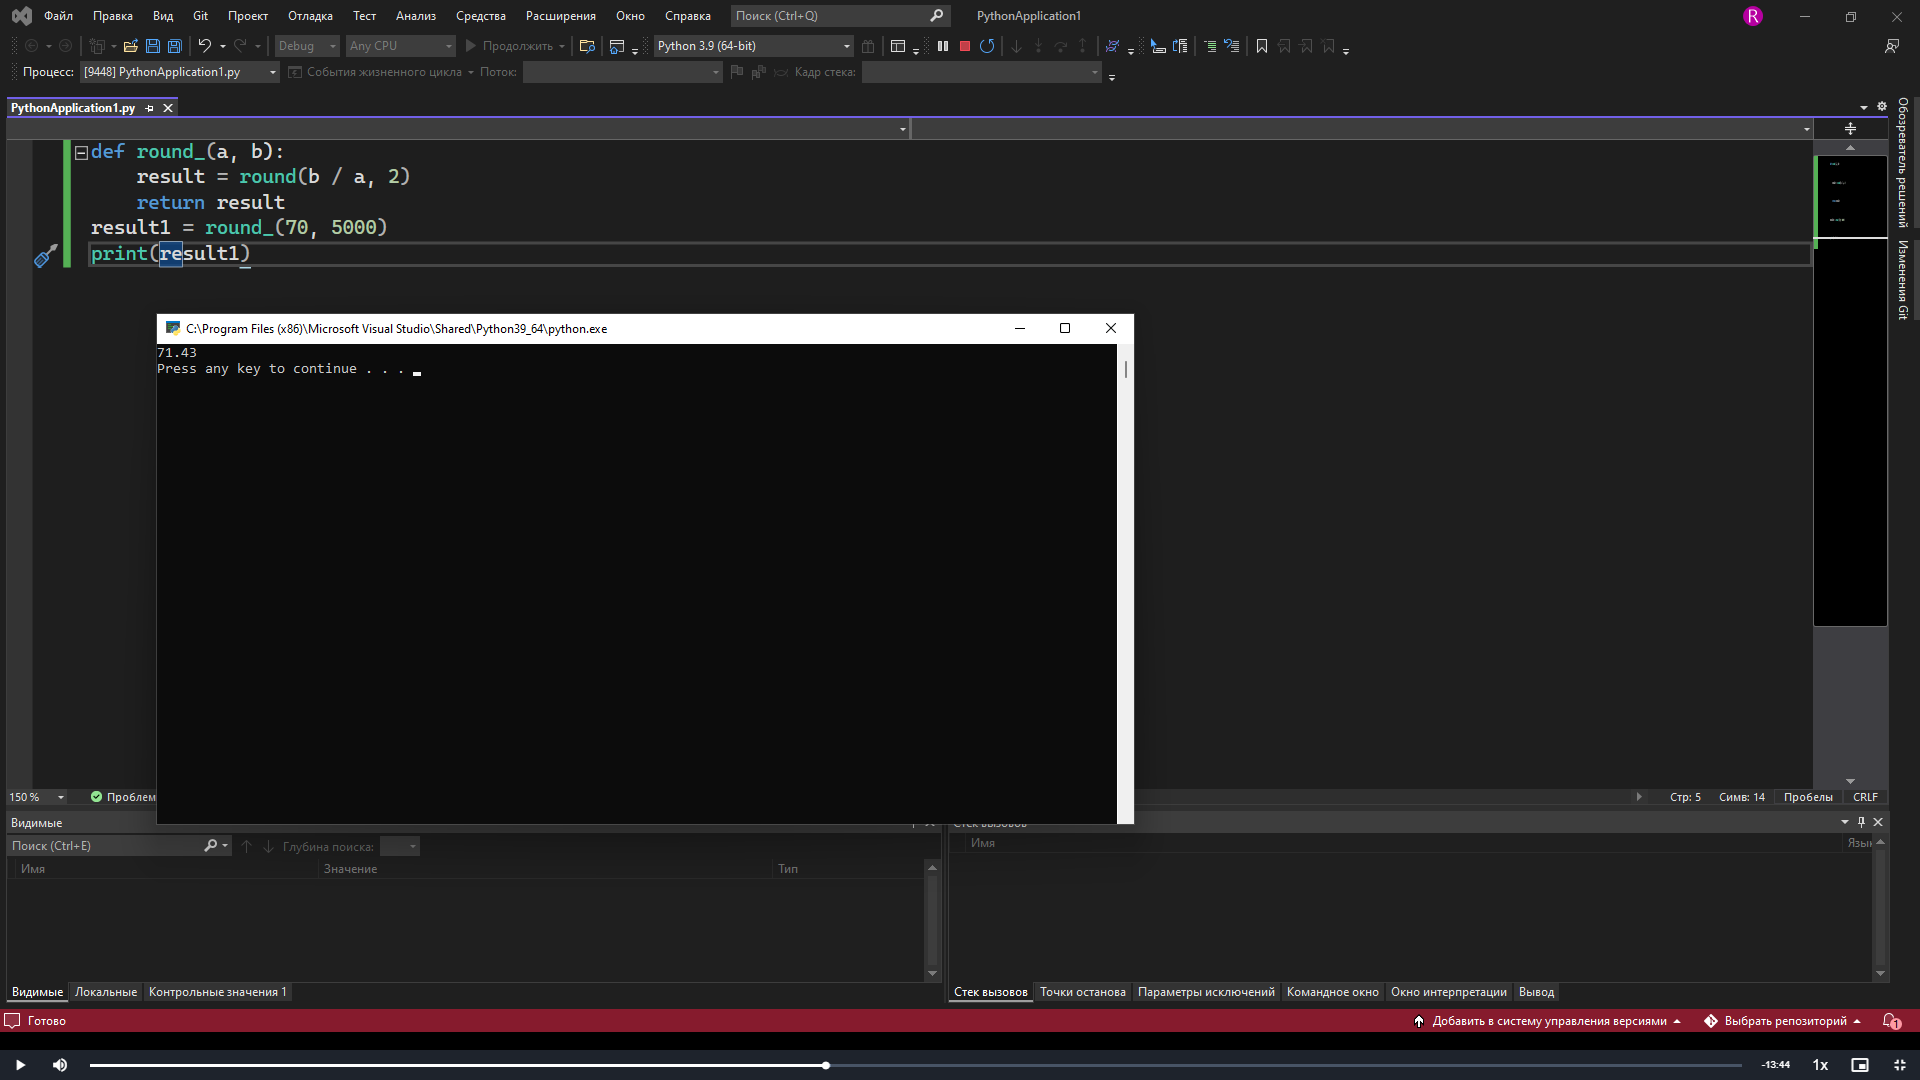 Файл Правка Вид Git Проект Отладка Тест Анализ Средства Расширения Окно Справка Поиск (Ctrl+Q) PythonApplication1 R
Debug Any CPU Продолжить Python 3.9 (64-bit)
Процесс: [9448] PythonApplication1.py События жизненного цикла Поток: Кадр стека:
PythonApplication1.py
def round_(a, b):
result = round(b / a, 2)
return result
result1 = round_(70, 5000)
print(result1)
C:\Program Files (x86)\Microsoft Visual Studio\Shared\Python39_64\python.exe
71.43
Press any key to continue . . .
Обозреватель решений
Изменения Git
150 % Проблем Стр: 5 Симв: 14 Пробелы CRLF
Видимые
Стек вызовов
Поиск (Ctrl+E) Глубина поиска:
Имя Значение Тип
Имя Язык
Видимые Локальные Контрольные значения 1
Стек вызовов Точки останова Параметры исключений Командное окно Окно интерпретации Вывод
Готово Добавить в систему управления версиями Выбрать репозиторий 1
-13:44 1x